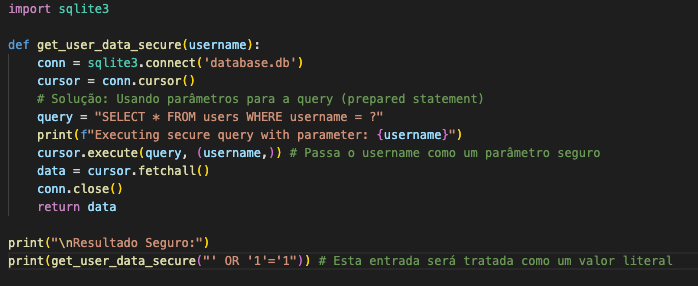 import sqlite3

def get_user_data_secure(username):
    conn = sqlite3.connect('database.db')
    cursor = conn.cursor()
    # Solução: Usando parâmetros para a query (prepared statement)
    query = "SELECT * FROM users WHERE username = ?"
    print(f"Executing secure query with parameter: {username}")
    cursor.execute(query, (username,)) # Passa o username como um parâmetro seguro
    data = cursor.fetchall()
    conn.close()
    return data

print("\nResultado Seguro:")
print(get_user_data_secure("' OR '1'='1")) # Esta entrada será tratada como um valor literal